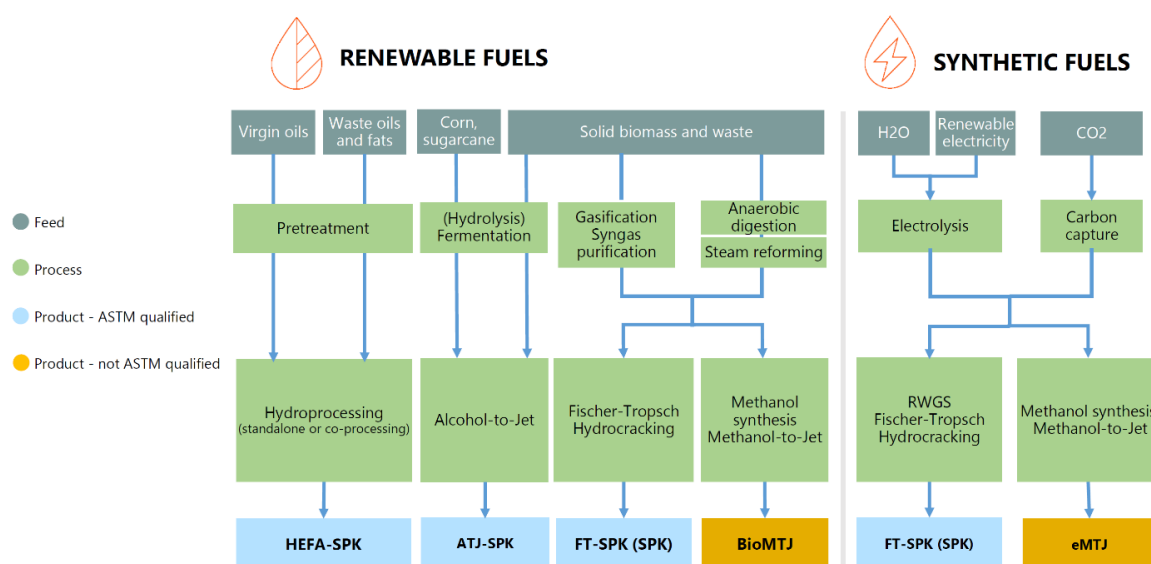 RENEWABLE FUELS
SYNTHETIC FUELS
Virgin oils
Waste oils
and fats
Corn,
sugarcane
Solid biomass and waste
H2O
Renewable
electricity
CO2
Feed
Process
Product - ASTM qualified
Product - not ASTM qualified
Pretreatment
(Hydrolysis)
Fermentation
Gasification
Syngas
purification
Anaerobic
digestion
Steam reforming
Electrolysis
Carbon
capture
Hydroprocessing
(standalone or co-processing)
Alcohol-to-Jet
Fischer-Tropsch
Hydrocracking
Methanol
synthesis
Methanol-to-Jet
RWGS
Fischer-Tropsch
Hydrocracking
Methanol synthesis
Methanol-to-Jet
HEFA-SPK
ATJ-SPK
FT-SPK (SPK)
BioMTJ
FT-SPK (SPK)
eMTJ